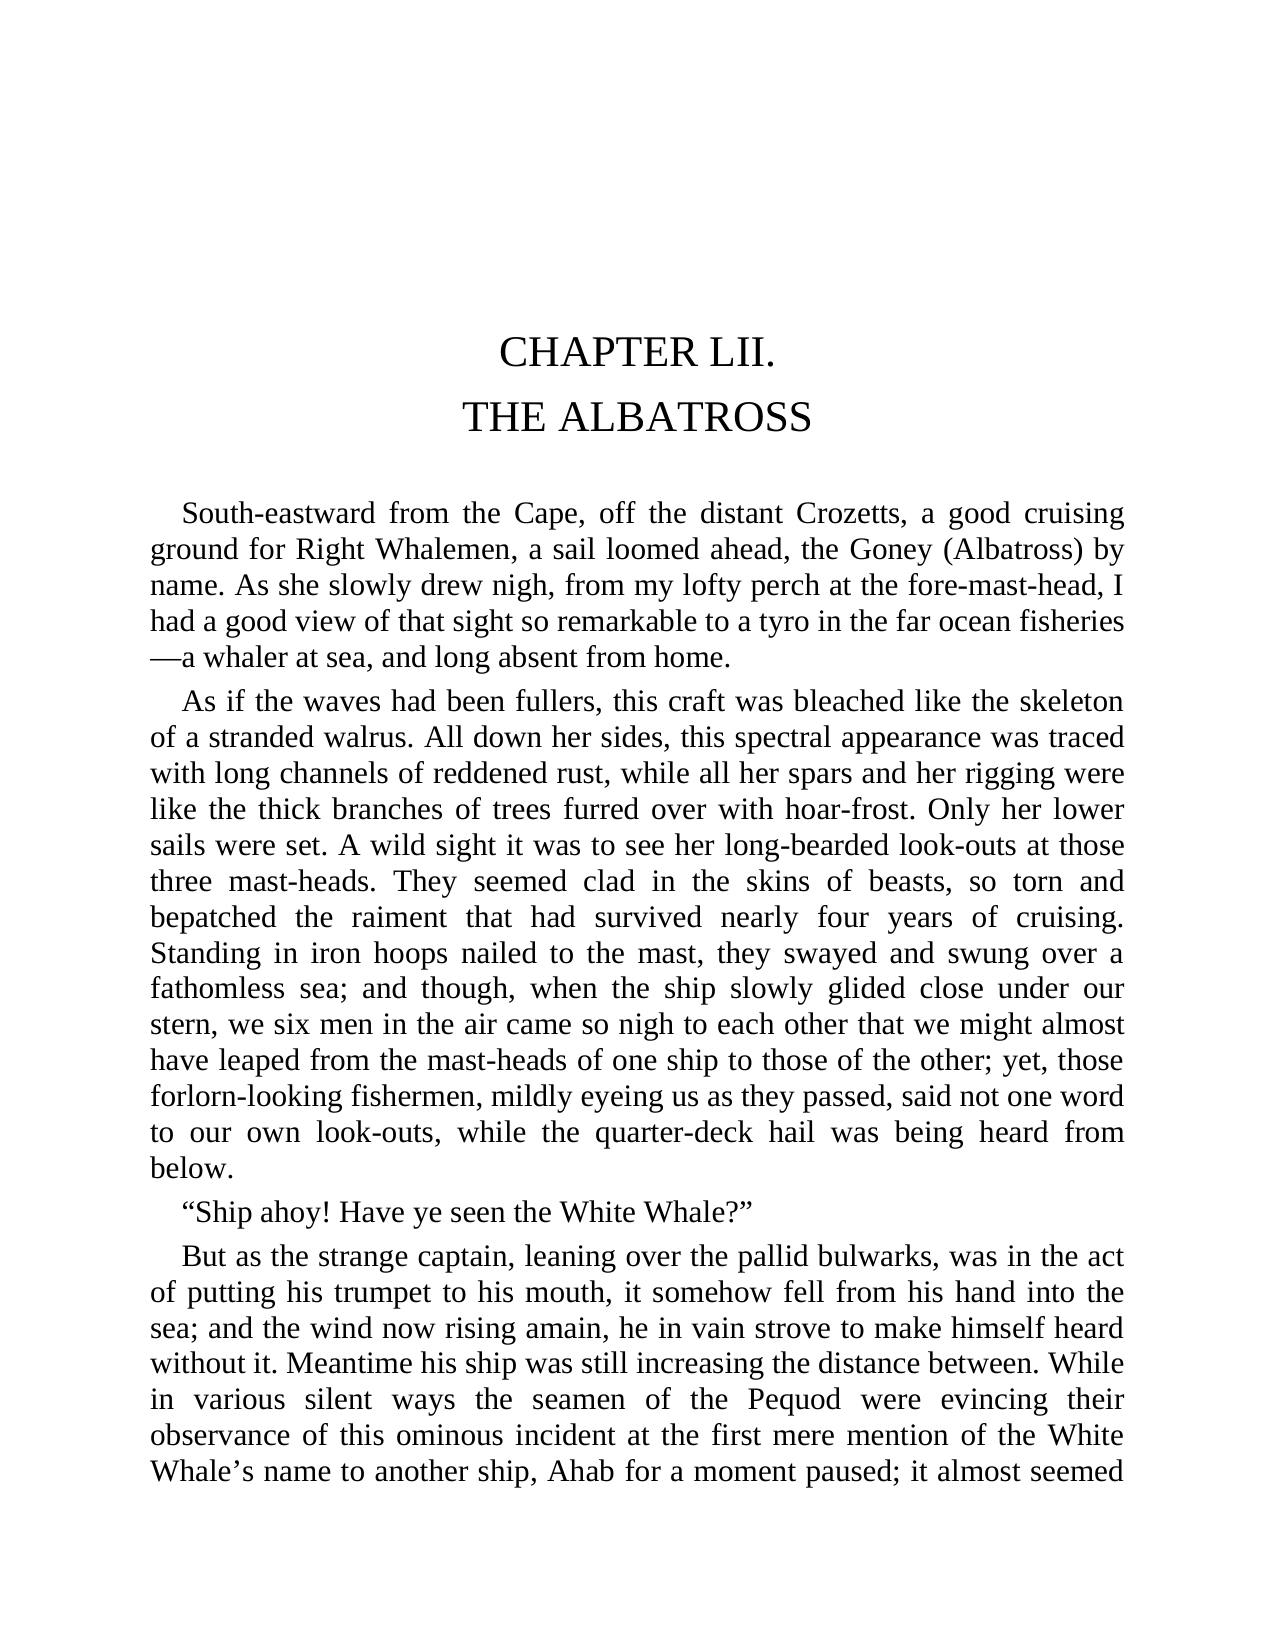 CHAPTER LII.
THE ALBATROSS
South-eastward from the Cape, off the distant Crozetts, a good cruising
ground for Right Whalemen, a sail loomed ahead, the Goney (Albatross) by
name. As she slowly drew nigh, from my lofty perch at the fore-mast-head, I
had a good view of that sight so remarkable to a tyro in the far ocean fisheries
—a whaler at sea, and long absent from home.
As if the waves had been fullers, this craft was bleached like the skeleton
of a stranded walrus. All down her sides, this spectral appearance was traced
with long channels of reddened rust, while all her spars and her rigging were
like the thick branches of trees furred over with hoar-frost. Only her lower
sails were set. A wild sight it was to see her long-bearded look-outs at those
three mast-heads. They seemed clad in the skins of beasts, so torn and
bepatched the raiment that had survived nearly four years of cruising.
Standing in iron hoops nailed to the mast, they swayed and swung over a
fathomless sea; and though, when the ship slowly glided close under our
stern, we six men in the air came so nigh to each other that we might almost
have leaped from the mast-heads of one ship to those of the other; yet, those
forlorn-looking fishermen, mildly eyeing us as they passed, said not one word
to our own look-outs, while the quarter-deck hail was being heard from
below.
“Ship ahoy! Have ye seen the White Whale?”
But as the strange captain, leaning over the pallid bulwarks, was in the act
of putting his trumpet to his mouth, it somehow fell from his hand into the
sea; and the wind now rising amain, he in vain strove to make himself heard
without it. Meantime his ship was still increasing the distance between. While
in various silent ways the seamen of the Pequod were evincing their
observance of this ominous incident at the first mere mention of the White
Whale’s name to another ship, Ahab for a moment paused; it almost seemed